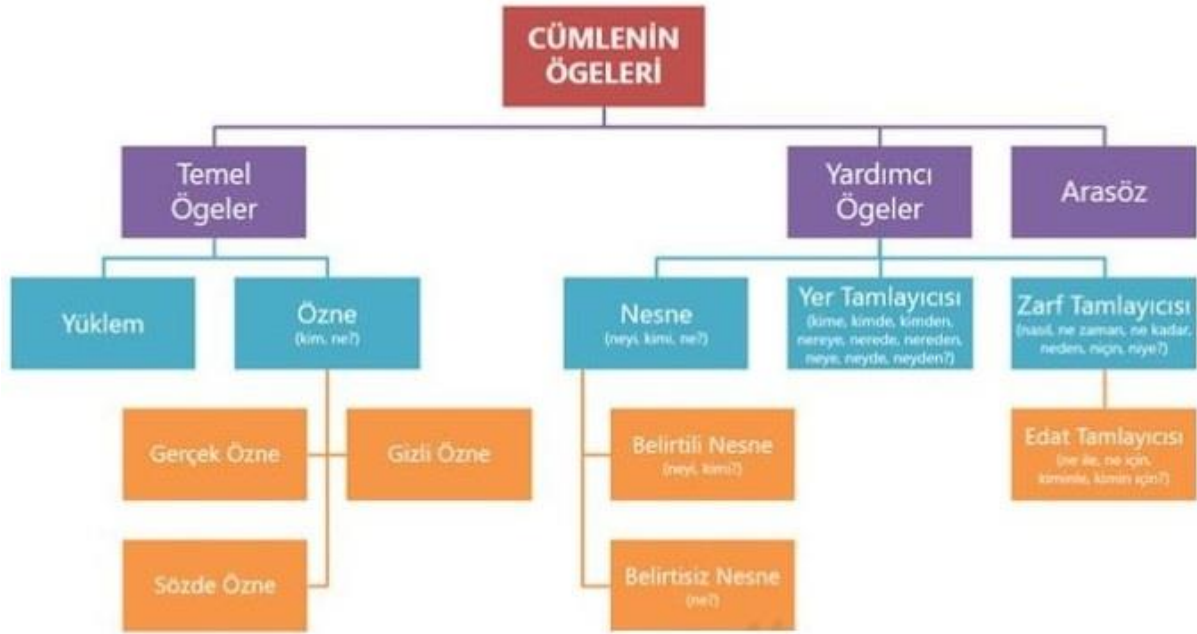 CÜMLENİN
ÖGELERİ
Temel
Ögeler
Yardımcı
Ögeler
Arasöz
Yüklem
Özne
(kim, ne?)
Nesne
(neyi, kimi, ne?)
Yer Tamlayıcısı
(kime, kimde, kimden,
nereye, nerede, nereden,
neye, neyde, neyden?)
Zarf Tamlayıcısı
(nasıl, ne zaman, ne kadar,
neden, niçin, niye?)
Gerçek Özne
Gizli Özne
Belirtili Nesne
(neyi, kimi?)
Edat Tamlayıcısı
(ne ile, ne için,
kiminle, kimin için?)
Sözde Özne
Belirtisiz Nesne
(ne?)